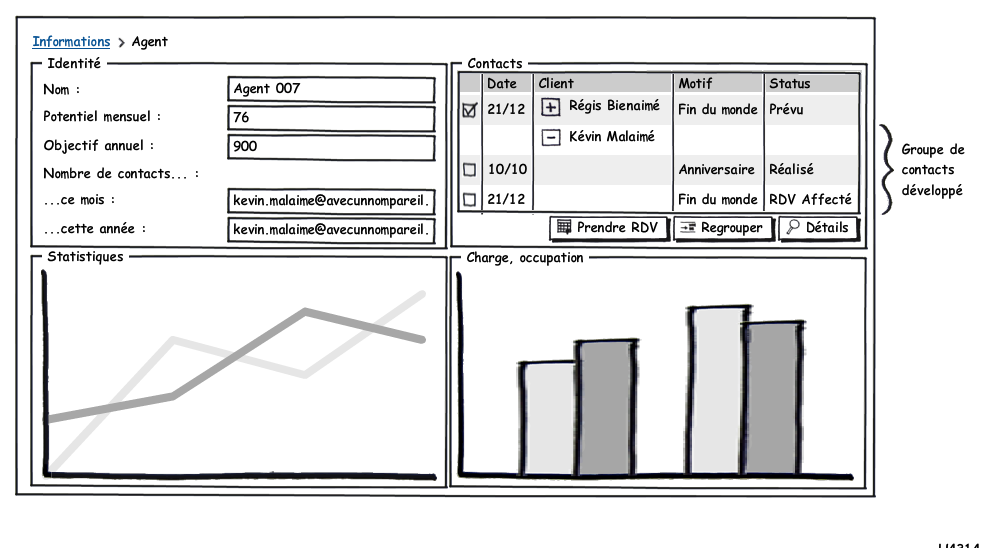 Informations > Agent
Identité
Nom :
Agent 007
Potentiel mensuel :
76
Objectif annuel :
900
Nombre de contacts... :
...ce mois :
kevin.malaime@avecunnompareil.
...cette année :
kevin.malaime@avecunnompareil.
Contacts
Date Client Motif Status
21/12 Régis Bienaimé Fin du monde Prévu
Kévin Malaimé
10/10 Anniversaire Réalisé
21/12 Fin du monde RDV Affecté
Prendre RDV Regrouper Détails
Groupe de
contacts
développé
Statistiques
Charge, occupation